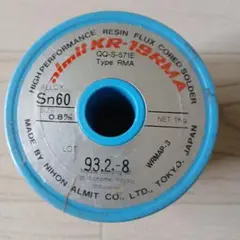 HIGH PERFORMANCE RESIN FLUX CORED SOLDER
almit KR-19RMA
QQ-S-571E
Type RMA
ALLOY
Sn60
0.8%
NET 1kg
LOT
93.2.-8
WRMAP-3
MADE BY NIHON ALMIT CO., LTD., TOKYO, JAPAN